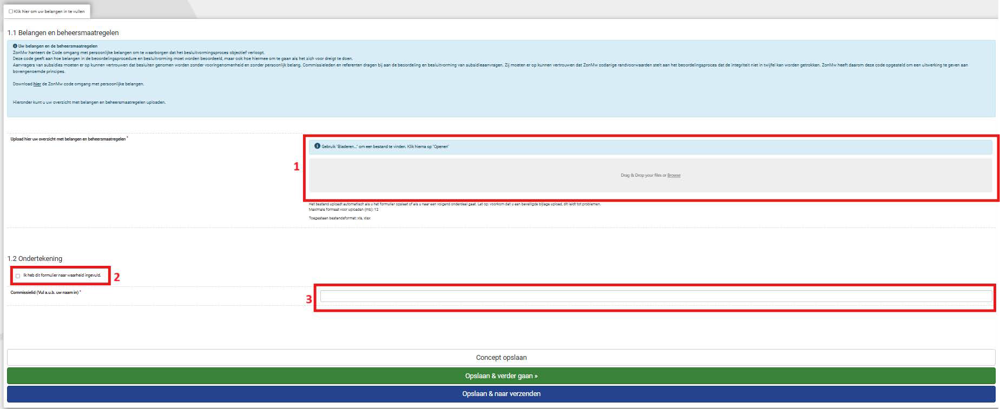 Klik hier om uw belangen in te vullen
1.1 Belangen en beheersmaatregelen
Uw belangen en de beheersmaatregelen
ZonMw hanteert de Code omgang met persoonlijke belangen om te waarborgen dat het besluitvormingsproces objectief verloopt.
Deze code geeft aan hoe belangen in de beoordelingsprocedure en besluitvorming moet worden beoordeeld, maar ook hoe hiermee om te gaan als het zich voor dreigt te doen.
Aanvragers van subsidies moeten er op kunnen vertrouwen dat besluiten genomen worden zonder vooringenomenheid en zonder persoonlijk belang. Commissieleden en referenten dragen bij aan de beoordeling en besluitvorming van subsidieaanvragen. Zij moeten er op kunnen vertrouwen dat ZonMw zodanige randvoorwaarden stelt aan het beoordelingsproces dat de integriteit niet in twijfel kan worden getrokken. ZonMw heeft daarom deze code opgesteld om een uitwerking te geven aan
bovengenoemde principes.
Download hier de ZonMw code omgang met persoonlijke belangen.
Hieronder kunt u uw overzicht met belangen en beheersmaatregelen uploaden.
Upload hier uw overzicht met belangen en beheersmaatregelen *
Gebruik "Bladeren..." om een bestand te vinden. Klik hierna op "Openen"
1
Drag & Drop your files or Browse
Het bestand uploadt automatisch als u het formulier opslaat of als u naar een volgend onderdeel gaat. Let op: voorkom dat u een beveiligde bijlage upload, dit leidt tot problemen.
Maximale formaat voor uploaden (mb): 12
Toegestaan bestandsformat: xls, xlsx
1.2 Ondertekening
Ik heb dit formulier naar waarheid ingevuld.
2
Commissielid (Vul a.u.b. uw naam in) *
3
Concept opslaan
Opslaan & verder gaan »
Opslaan & naar verzenden